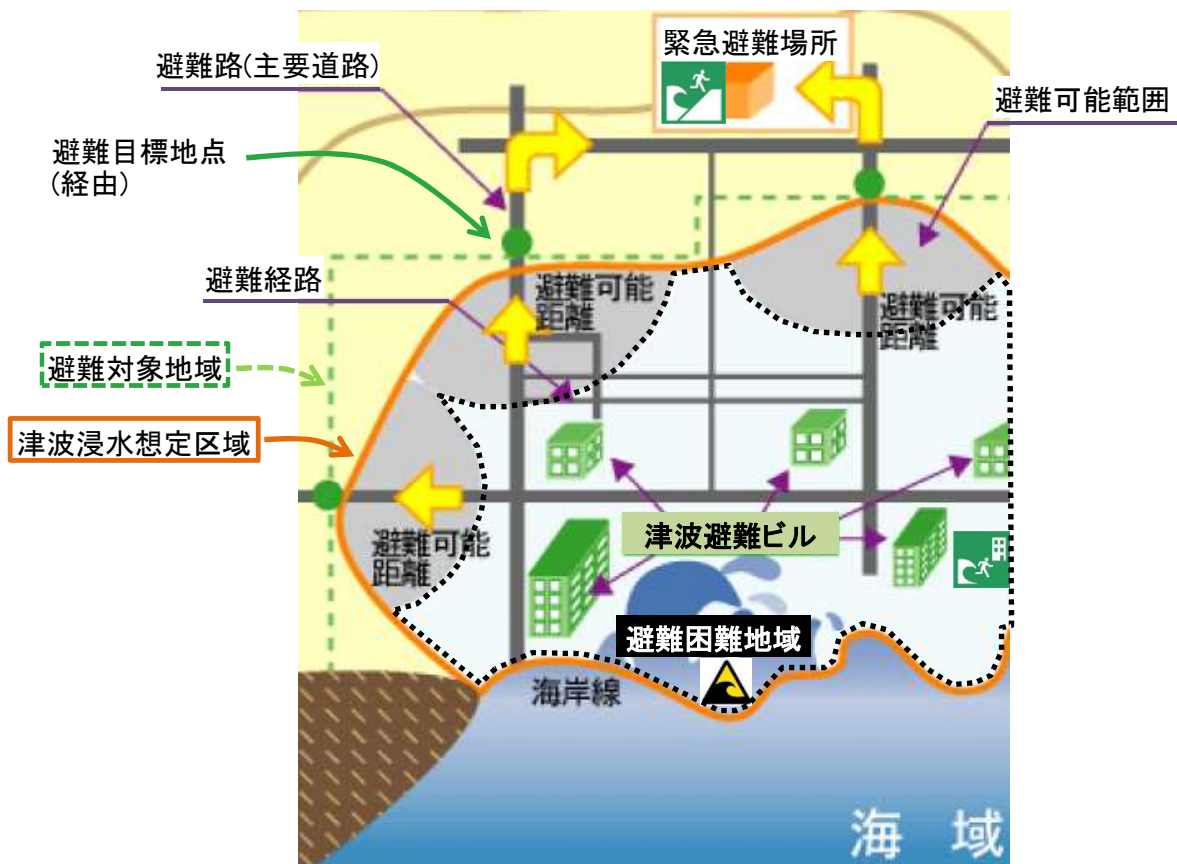 緊急避難場所
避難路(主要道路)
避難可能範囲
避難目標地点
(経由)
避難経路
避難可能
距離
避難可能
距離
避難対象地域
津波浸水想定区域
津波避難ビル
避難可能
距離
避難困難地域
海岸線
海 域